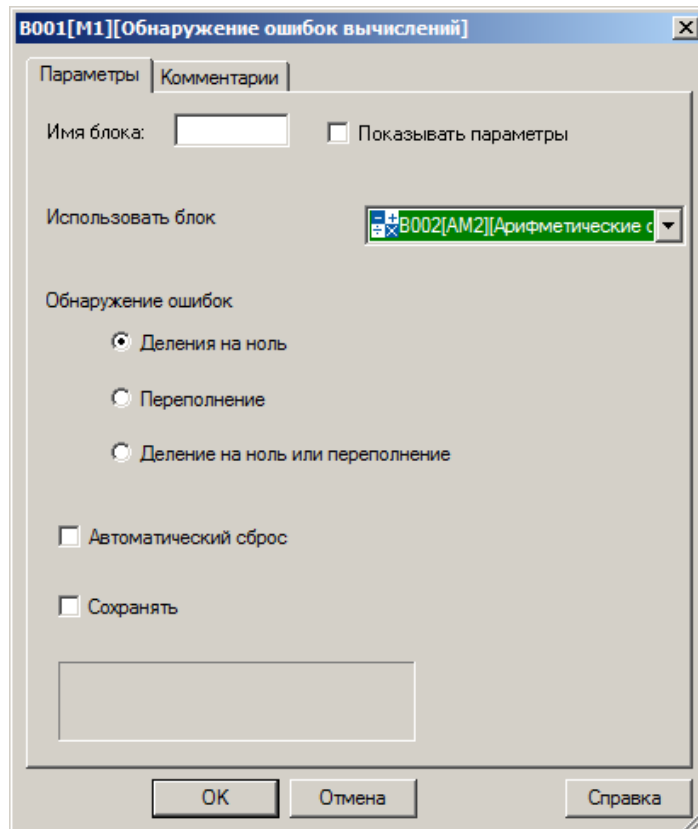 B001[M1][Обнаружение ошибок вычислений]
Параметры Комментарии
Имя блока: Показывать параметры
Использовать блок B002[AM2][Арифметические
Обнаружение ошибок
Деления на ноль
Переполнение
Деление на ноль или переполнение
Автоматический сброс
Сохранять
OK Отмена Справка